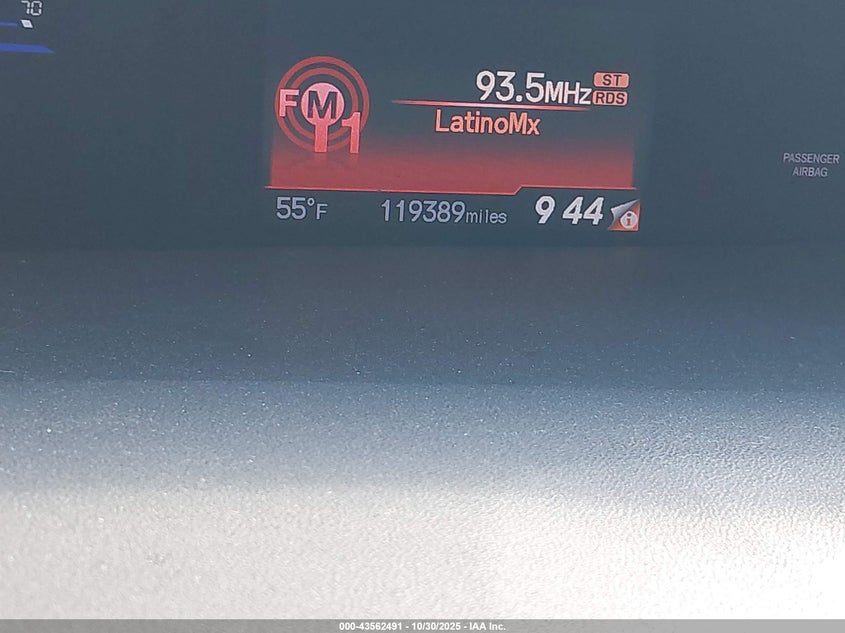 70
FM1
93.5MHz ST
RDS
LatinoMx
PASSENGER
AIRBAG
55°F 119389miles 9 44 i
000-43562491 - 10/30/2025 - IAA Inc.